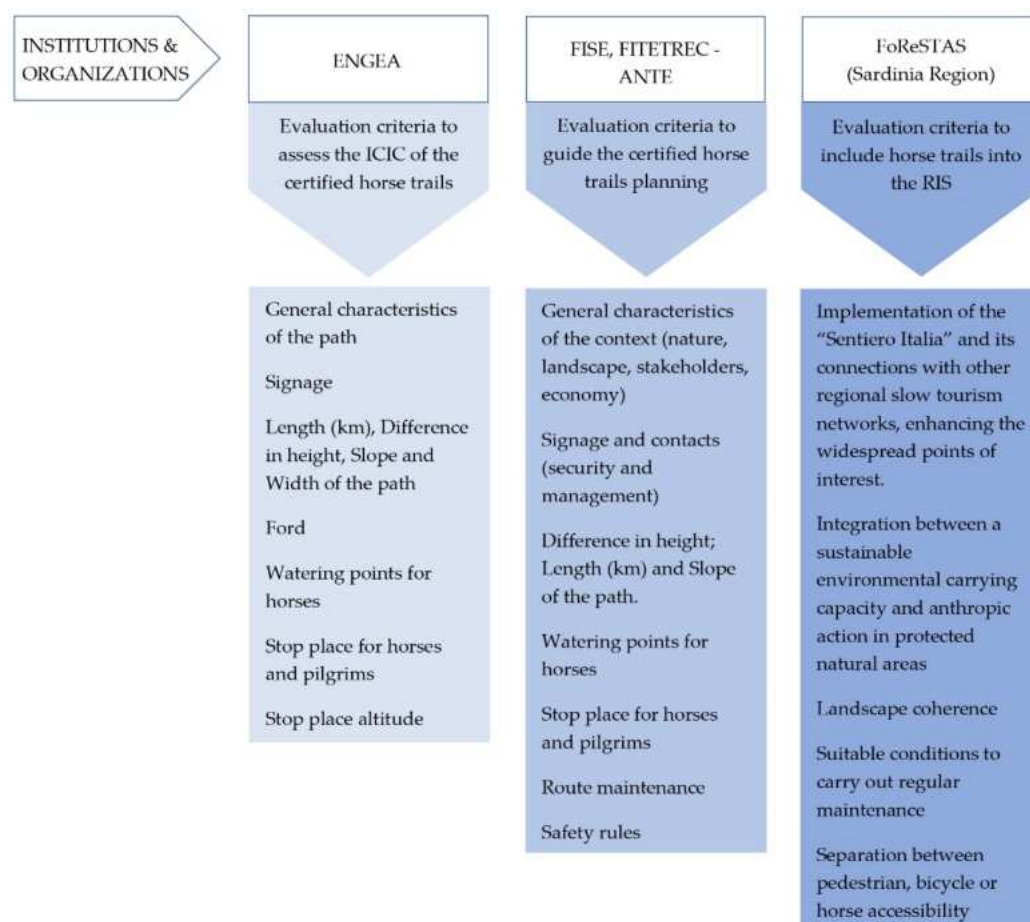 INSTITUTIONS &
ORGANIZATIONS
ENGEA
FISE, FITETREC -
ANTE
FoReSTAS
(Sardinia Region)
Evaluation criteria to
assess the ICIC of the
certified horse trails
Evaluation criteria to
guide the certified horse
trails planning
Evaluation criteria to
include horse trails into
the RIS
General characteristics
of the path
Signage
Length (km), Difference
in height, Slope and
Width of the path
Ford
Watering points for
horses
Stop place for horses
and pilgrims
Stop place altitude
General characteristics
of the context (nature,
landscape, stakeholders,
economy)
Signage and contacts
(security and
management)
Difference in height;
Length (km) and Slope
of the path.
Watering points for
horses
Stop place for horses
and pilgrims
Route maintenance
Safety rules
Implementation of the
“Sentiero Italia” and its
connections with other
regional slow tourism
networks, enhancing the
widespread points of
interest.
Integration between a
sustainable
environmental carrying
capacity and anthropic
action in protected
natural areas
Landscape coherence
Suitable conditions to
carry out regular
maintenance
Separation between
pedestrian, bicycle or
horse accessibility